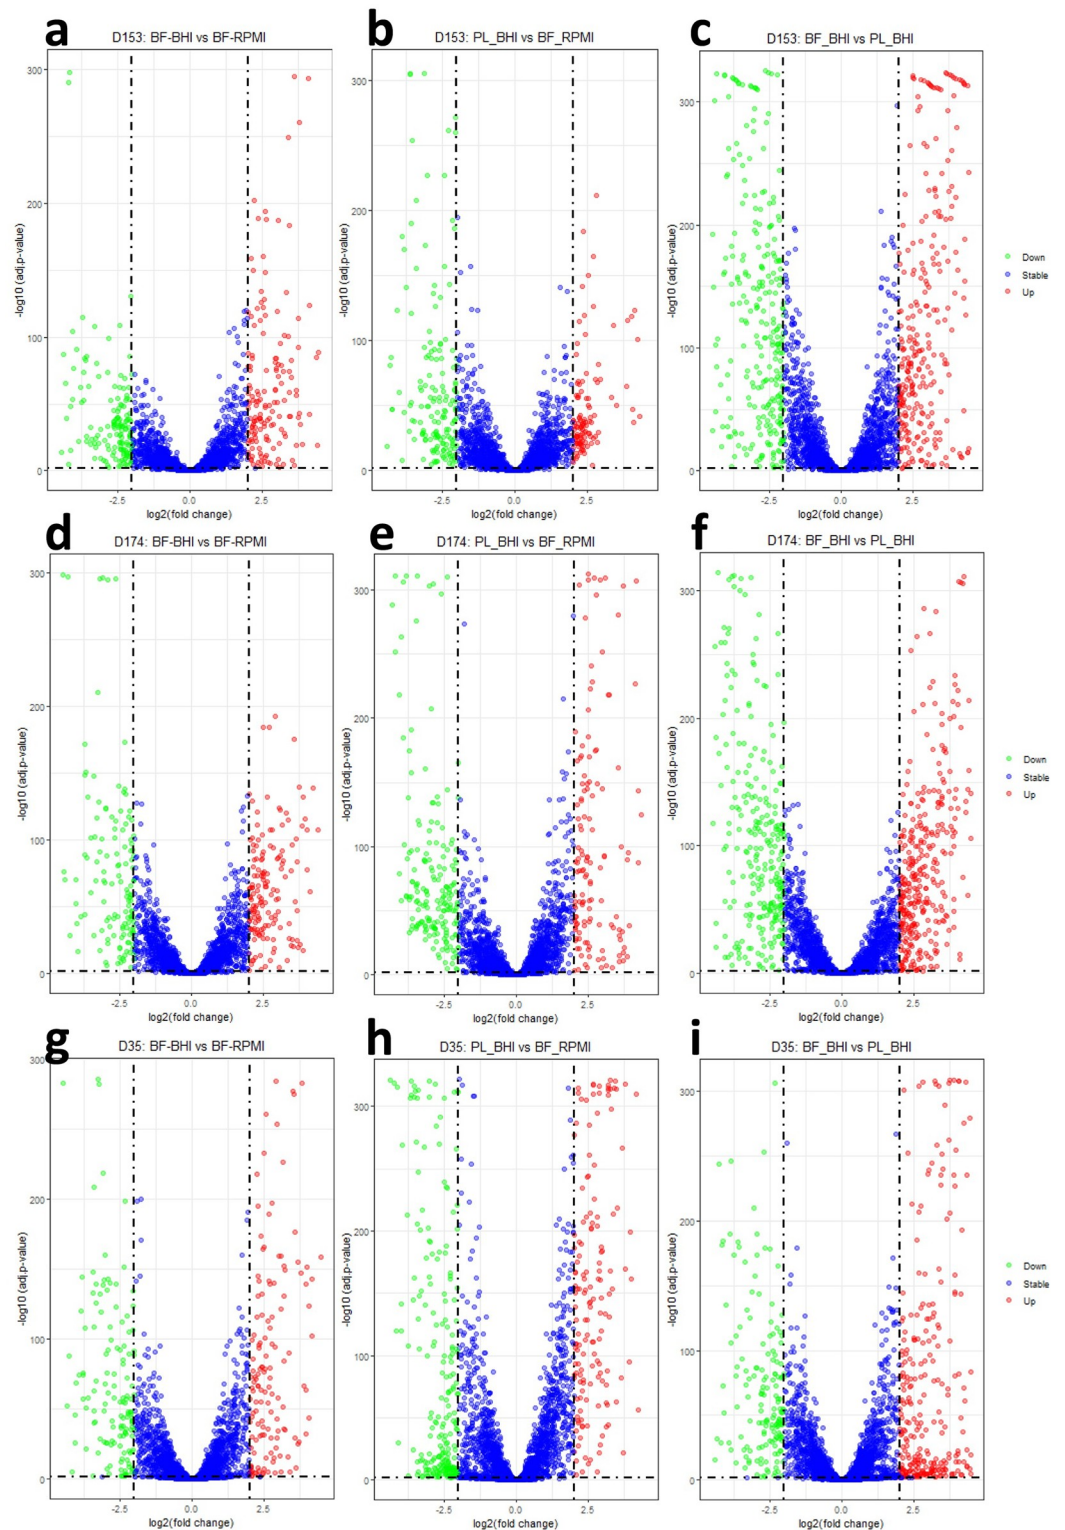 a
D153: BF-BHI vs BF-RPMI
b
D153: PL_BHI vs BF_RPMI
c
D153: BF_BHI vs PL_BHI
-log10 (adj.p-value)
300
200
100
0
-2.5
0.0
2.5
log2(fold change)
-log10 (adj.p-value)
300
200
100
0
-2.5
0.0
2.5
log2(fold change)
-log10 (adj.p-value)
300
200
100
0
-2.5
0.0
2.5
log2(fold change)
Down
Stable
Up
d
D174: BF-BHI vs BF-RPMI
e
D174: PL_BHI vs BF_RPMI
f
D174: BF_BHI vs PL_BHI
-log10 (adj.p-value)
300
200
100
0
-2.5
0.0
2.5
log2(fold change)
-log10 (adj.p-value)
300
200
100
0
-2.5
0.0
2.5
log2(fold change)
-log10 (adj.p-value)
300
200
100
0
-2.5
0.0
2.5
log2(fold change)
Down
Stable
Up
g
D35: BF-BHI vs BF-RPMI
h
D35: PL_BHI vs BF_RPMI
i
D35: BF_BHI vs PL_BHI
-log10 (adj.p-value)
300
200
100
0
-2.5
0.0
2.5
log2(fold change)
-log10 (adj.p-value)
300
200
100
0
-2.5
0.0
2.5
log2(fold change)
-log10 (adj.p-value)
300
200
100
0
-2.5
0.0
2.5
log2(fold change)
Down
Stable
Up